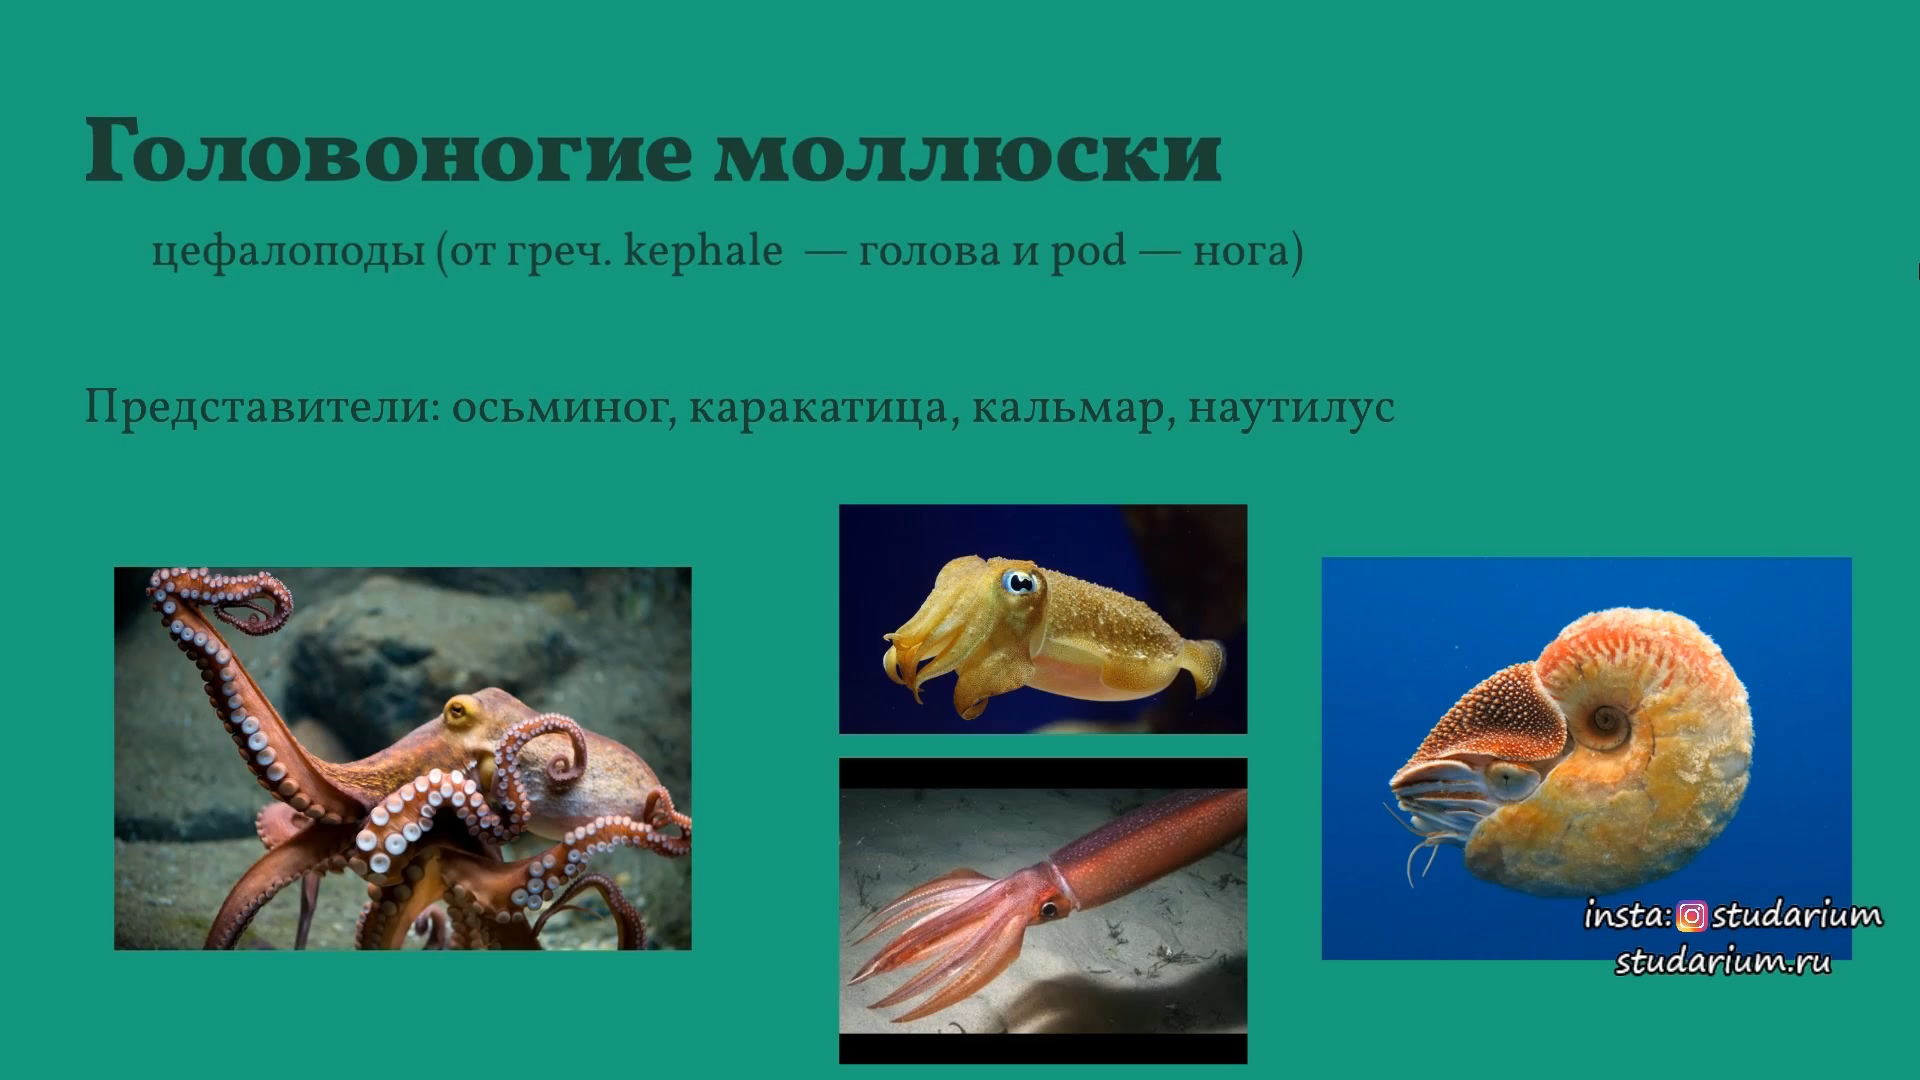 Головоногие моллюски
цефалоподы (от греч. kephale — голова и pod — нога)
Представители: осьминог, каракатица, кальмар, наутилус
insta: studarium
studarium.ru